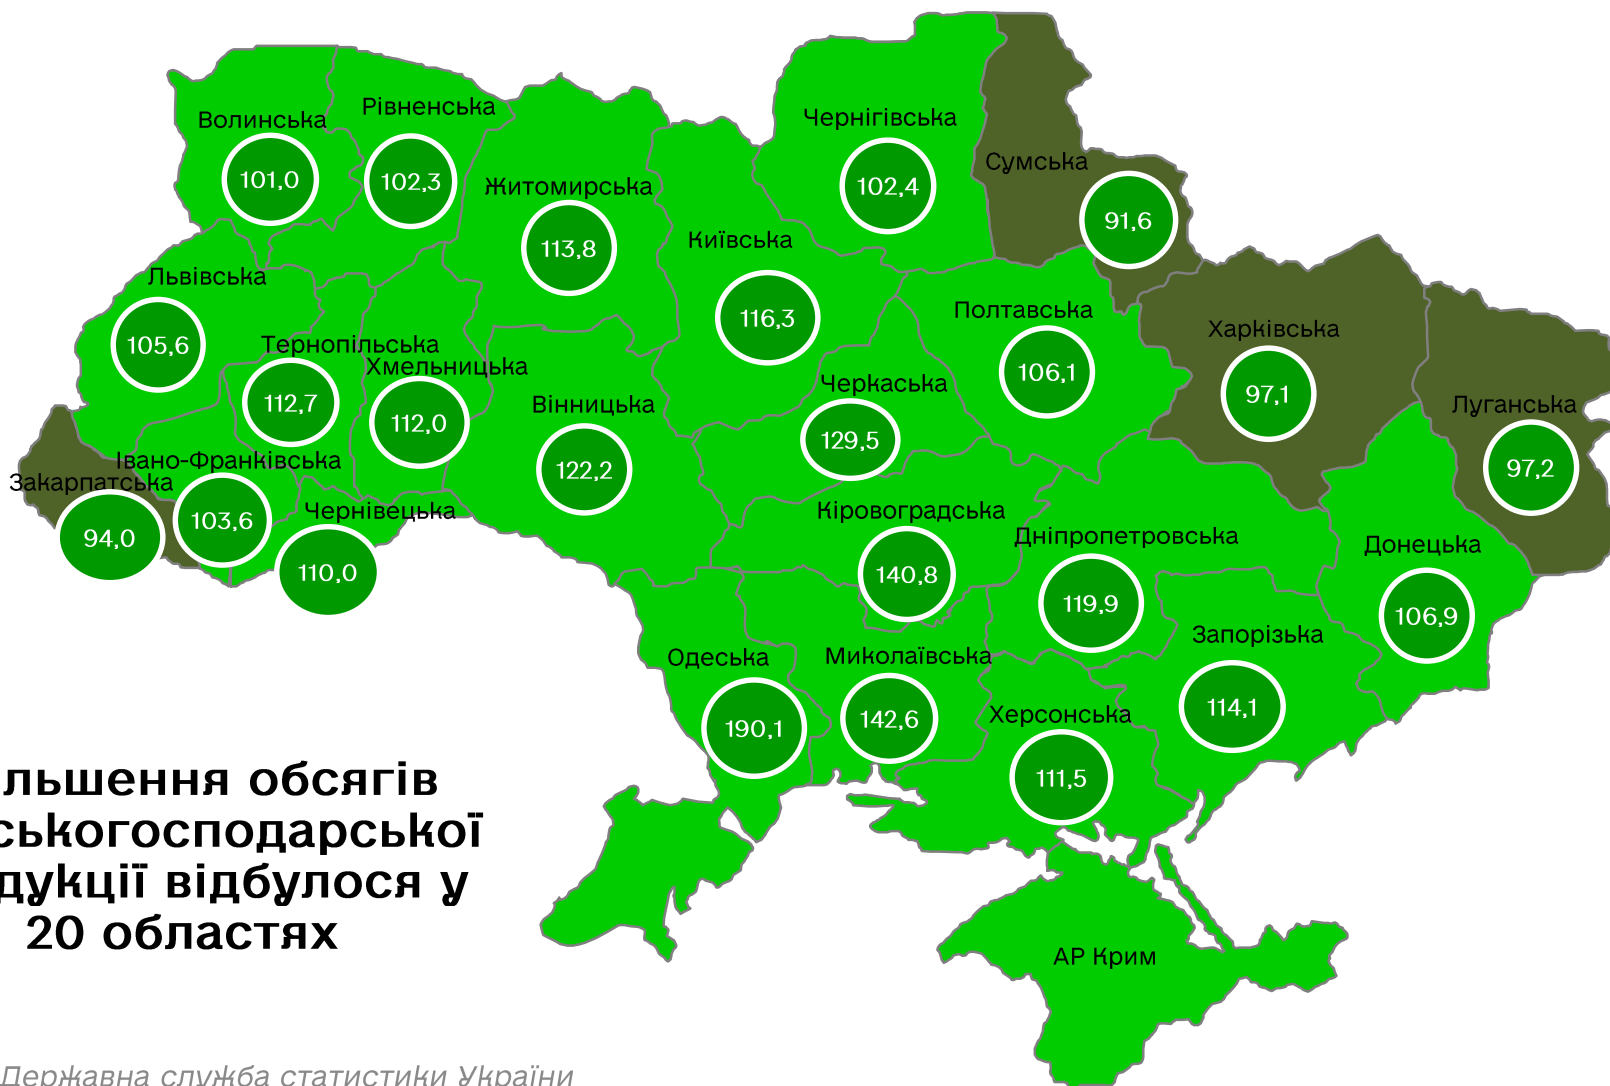 Волинська
Рівненська
Чернігівська
Сумська
101,0
102,3
Житомирська
102,4
91,6
113,8
Київська
Львівська
116,3
Полтавська
Харківська
105,6
Тернопільська
Хмельницька
106,1
Черкаська
97,1
Луганська
112,7
112,0
Вінницька
129,5
97,2
Івано-Франківська
Закарпатська
122,2
103,6
Чернівецька
Кіровоградська
Дніпропетровська
Донецька
94,0
110,0
140,8
119,9
106,9
Запорізька
Одеська
Миколаївська
190,1
142,6
Херсонська
114,1
111,5
льшення обсягів
ськогосподарської
дукції відбулося у
20 областях
АР Крим
Державна служба статистики України